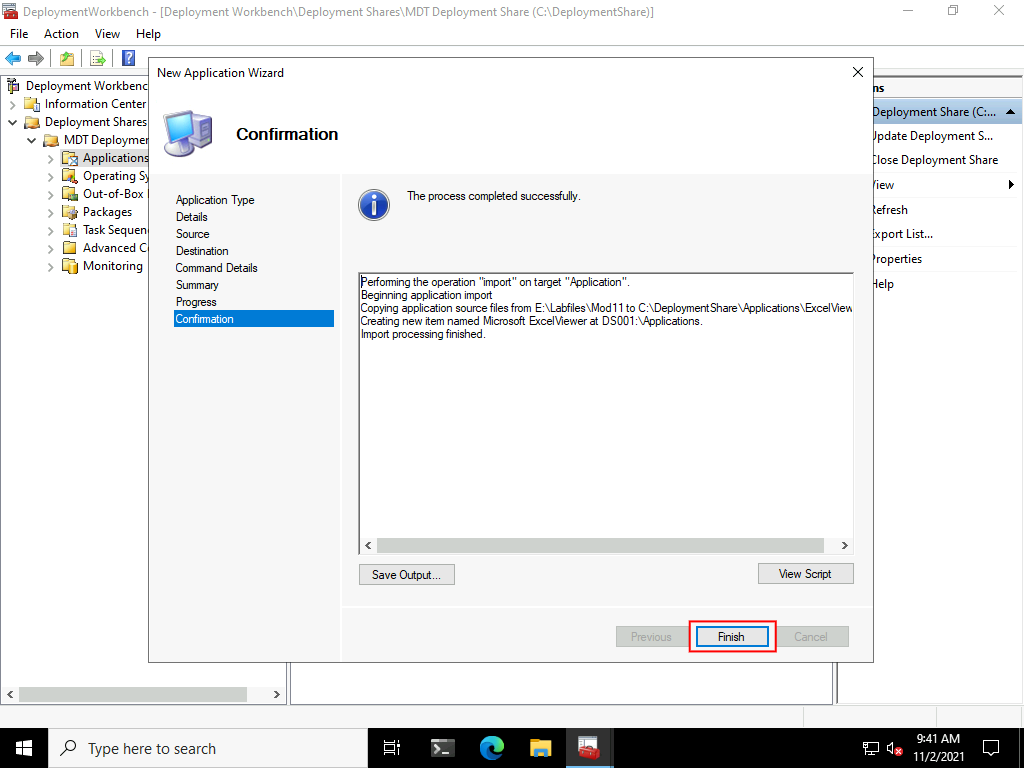 DeploymentWorkbench - [Deployment Workbench\Deployment Shares\MDT Deployment Share (C:\DeploymentShare)]
File Action View Help
Deployment Workbenc
Information Center
Deployment Shares
MDT Deploymer
Applications
Operating Sy
Out-of-Box
Packages
Task Sequen
Advanced Co
Monitoring
New Application Wizard
Confirmation
Application Type
Details
Source
Destination
Command Details
Summary
Progress
Confirmation
The process completed successfully.
Performing the operation "import" on target "Application".
Beginning application import
Copying application source files from E:\Labfiles\Mod11 to C:\DeploymentShare\Applications\ExcelView
Creating new item named Microsoft ExcelViewer at DS001:\Applications.
Import processing finished.
Save Output...
View Script
Previous
Finish
Cancel
ns
Deployment Share (C:...
Update Deployment S...
Close Deployment Share
View
Refresh
Export List...
Properties
Help
Type here to search
9:41 AM
11/2/2021